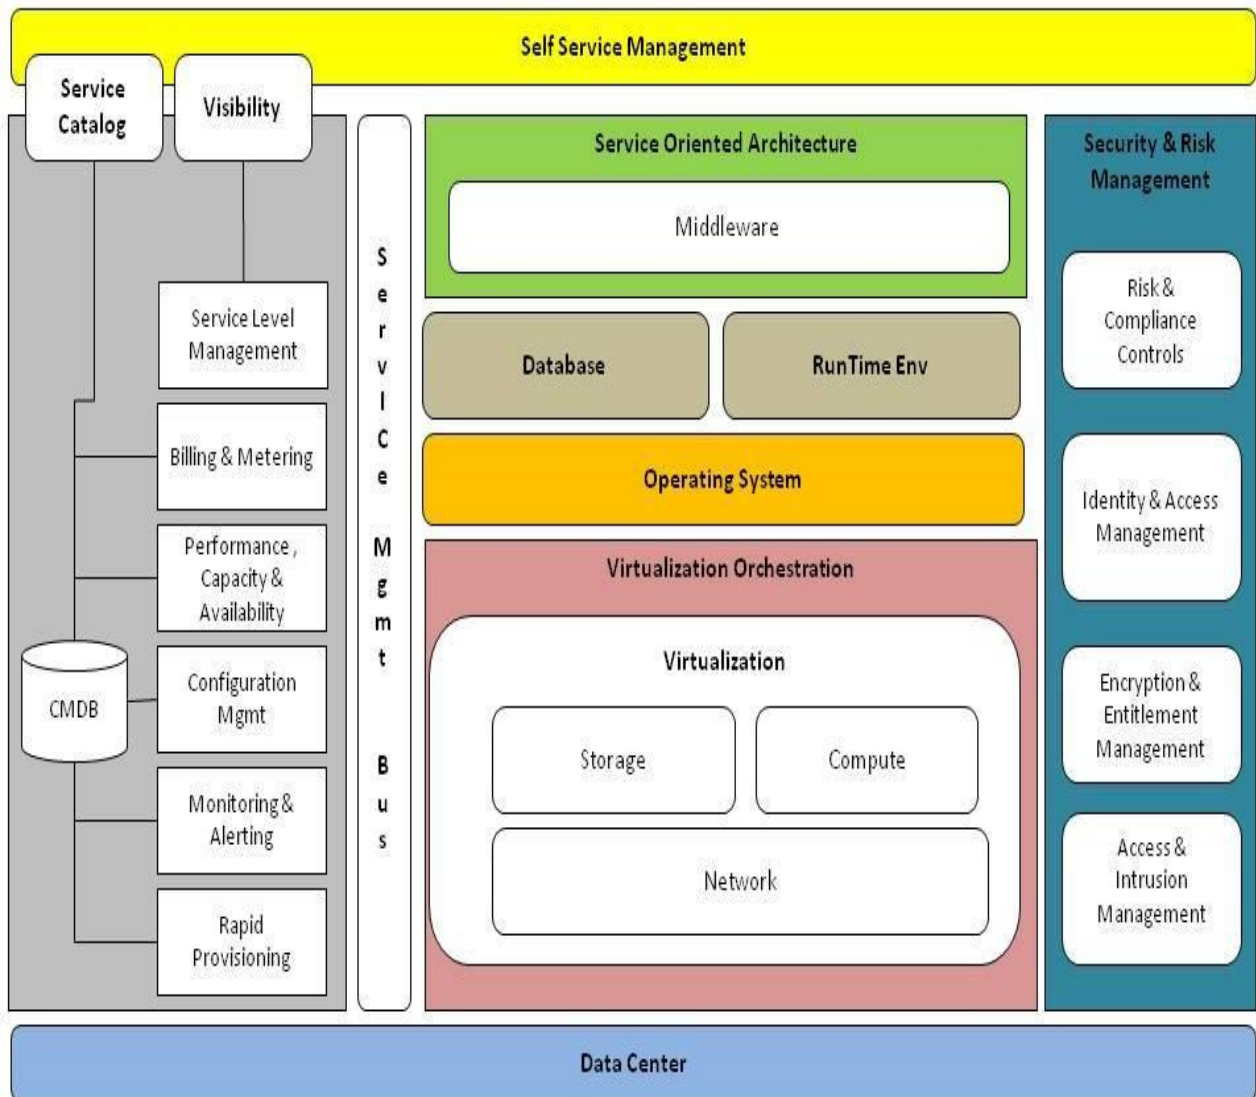 Self Service Management
Service
Catalog
Visibility
Service Level
Management
Billing & Metering
Performance ,
Capacity &
Availability
CMDB
Configuration
Mgmt
Monitoring &
Alerting
Rapid
Provisioning
S
e
r
v
I
C
e
M
g
m
t
B
u
s
Service Oriented Architecture
Middleware
Database
RunTime Env
Operating System
Virtualization Orchestration
Virtualization
Storage
Compute
Network
Security & Risk
Management
Risk &
Compliance
Controls
Identity & Access
Management
Encryption &
Entitlement
Management
Access &
Intrusion
Management
Data Center